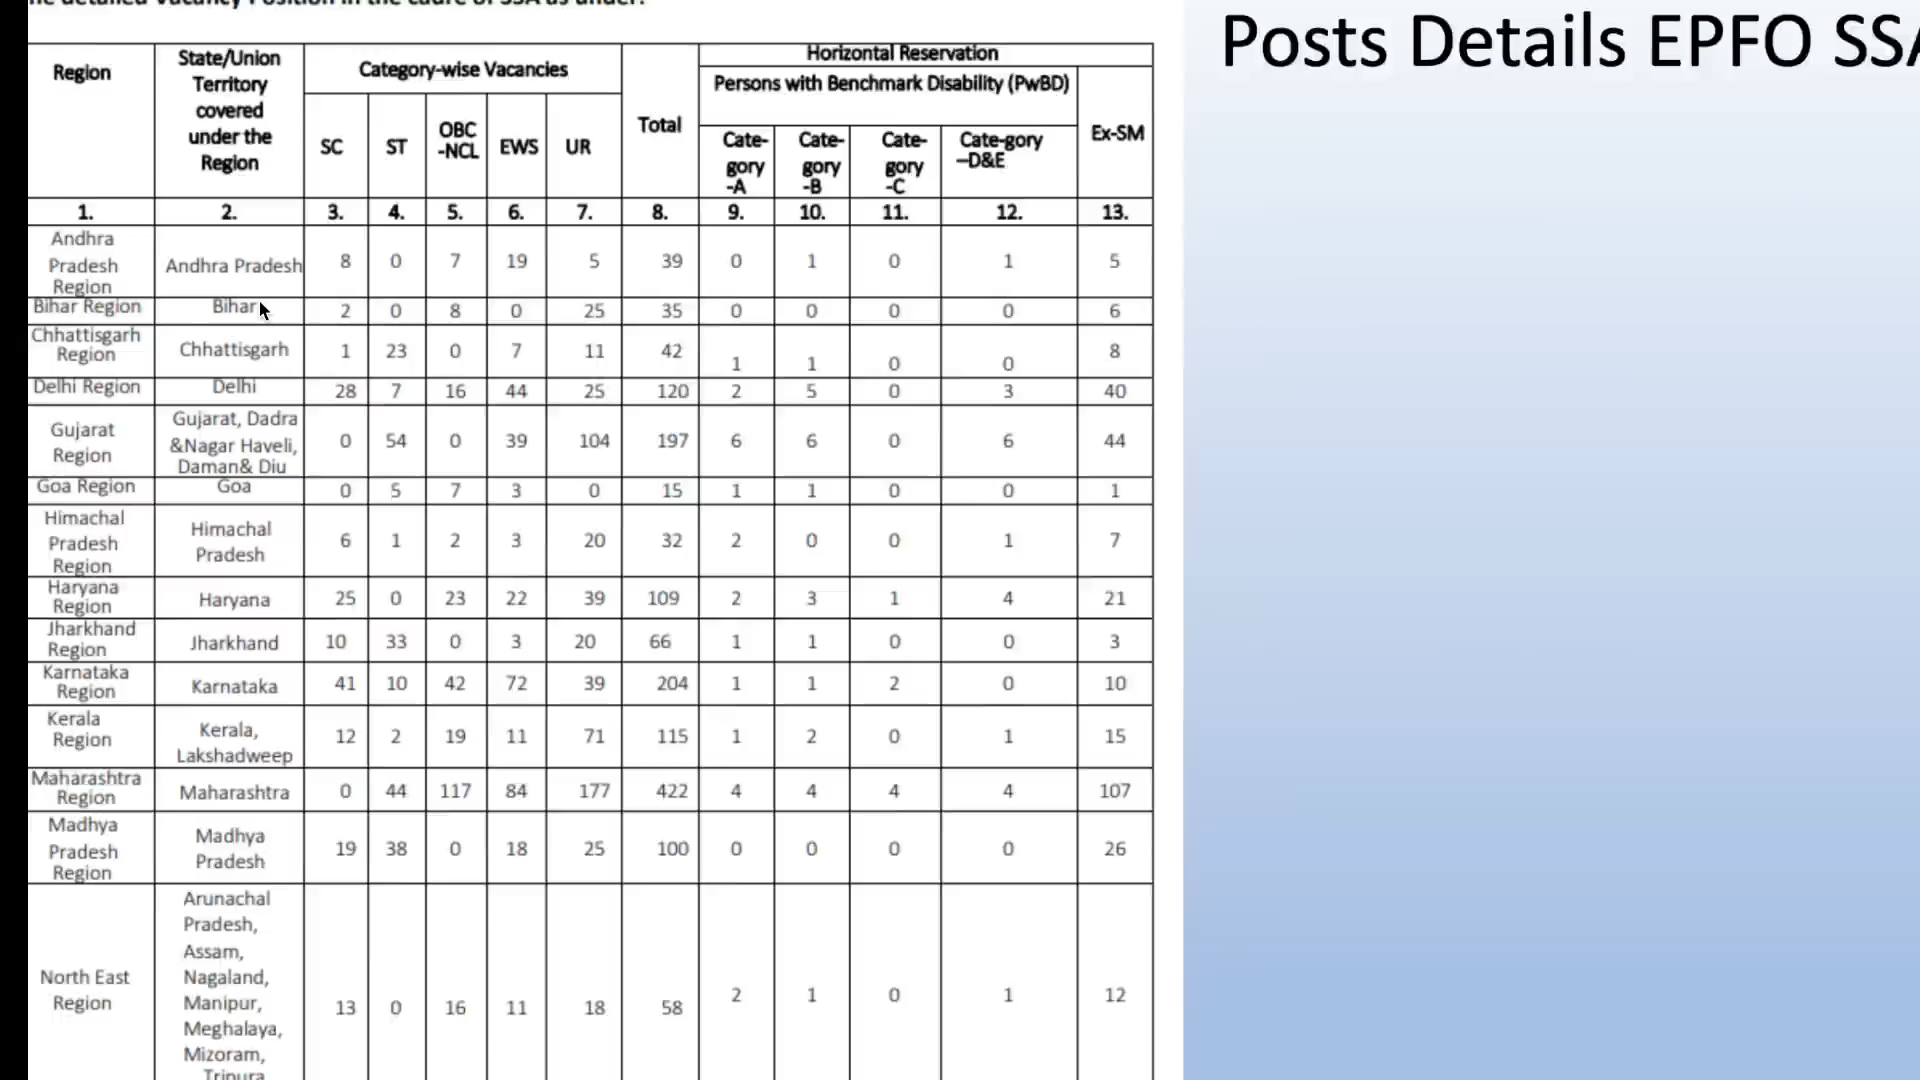 he detailed Vacancy Position in the cadre of SSA as under:
Posts Details EPFO SSA
Region
State/Union
Territory
covered
under the
Region
Category-wise Vacancies
Total
Horizontal Reservation
Persons with Benchmark Disability (PwBD)
Ex-SM
SC ST OBC
-NCL EWS UR
Cate-
gory
-A
Cate-
gory
-B
Cate-
gory
-C
Cate-gory
–D&E
1. 2. 3. 4. 5. 6. 7. 8. 9. 10. 11. 12. 13.
Andhra
Pradesh
Region
Andhra Pradesh 8 0 7 19 5 39 0 1 0 1 5
Bihar Region Bihar 2 0 8 0 25 35 0 0 0 0 6
Chhattisgarh
Region
Chhattisgarh 1 23 0 7 11 42 1 1 0 0 8
Delhi Region Delhi 28 7 16 44 25 120 2 5 0 3 40
Gujarat
Region
Gujarat, Dadra
&Nagar Haveli,
Daman& Diu
0 54 0 39 104 197 6 6 0 6 44
Goa Region Goa 0 5 7 3 0 15 1 1 0 0 1
Himachal
Pradesh
Region
Himachal
Pradesh
6 1 2 3 20 32 2 0 0 1 7
Haryana
Region
Haryana 25 0 23 22 39 109 2 3 1 4 21
Jharkhand
Region
Jharkhand 10 33 0 3 20 66 1 1 0 0 3
Karnataka
Region
Karnataka 41 10 42 72 39 204 1 1 2 0 10
Kerala
Region
Kerala,
Lakshadweep
12 2 19 11 71 115 1 2 0 1 15
Maharashtra
Region
Maharashtra 0 44 117 84 177 422 4 4 4 4 107
Madhya
Pradesh
Region
Madhya
Pradesh
19 38 0 18 25 100 0 0 0 0 26
North East
Region
Arunachal
Pradesh,
Assam,
Nagaland,
Manipur,
Meghalaya,
Mizoram,
Tripura
13 0 16 11 18 58 2 1 0 1 12